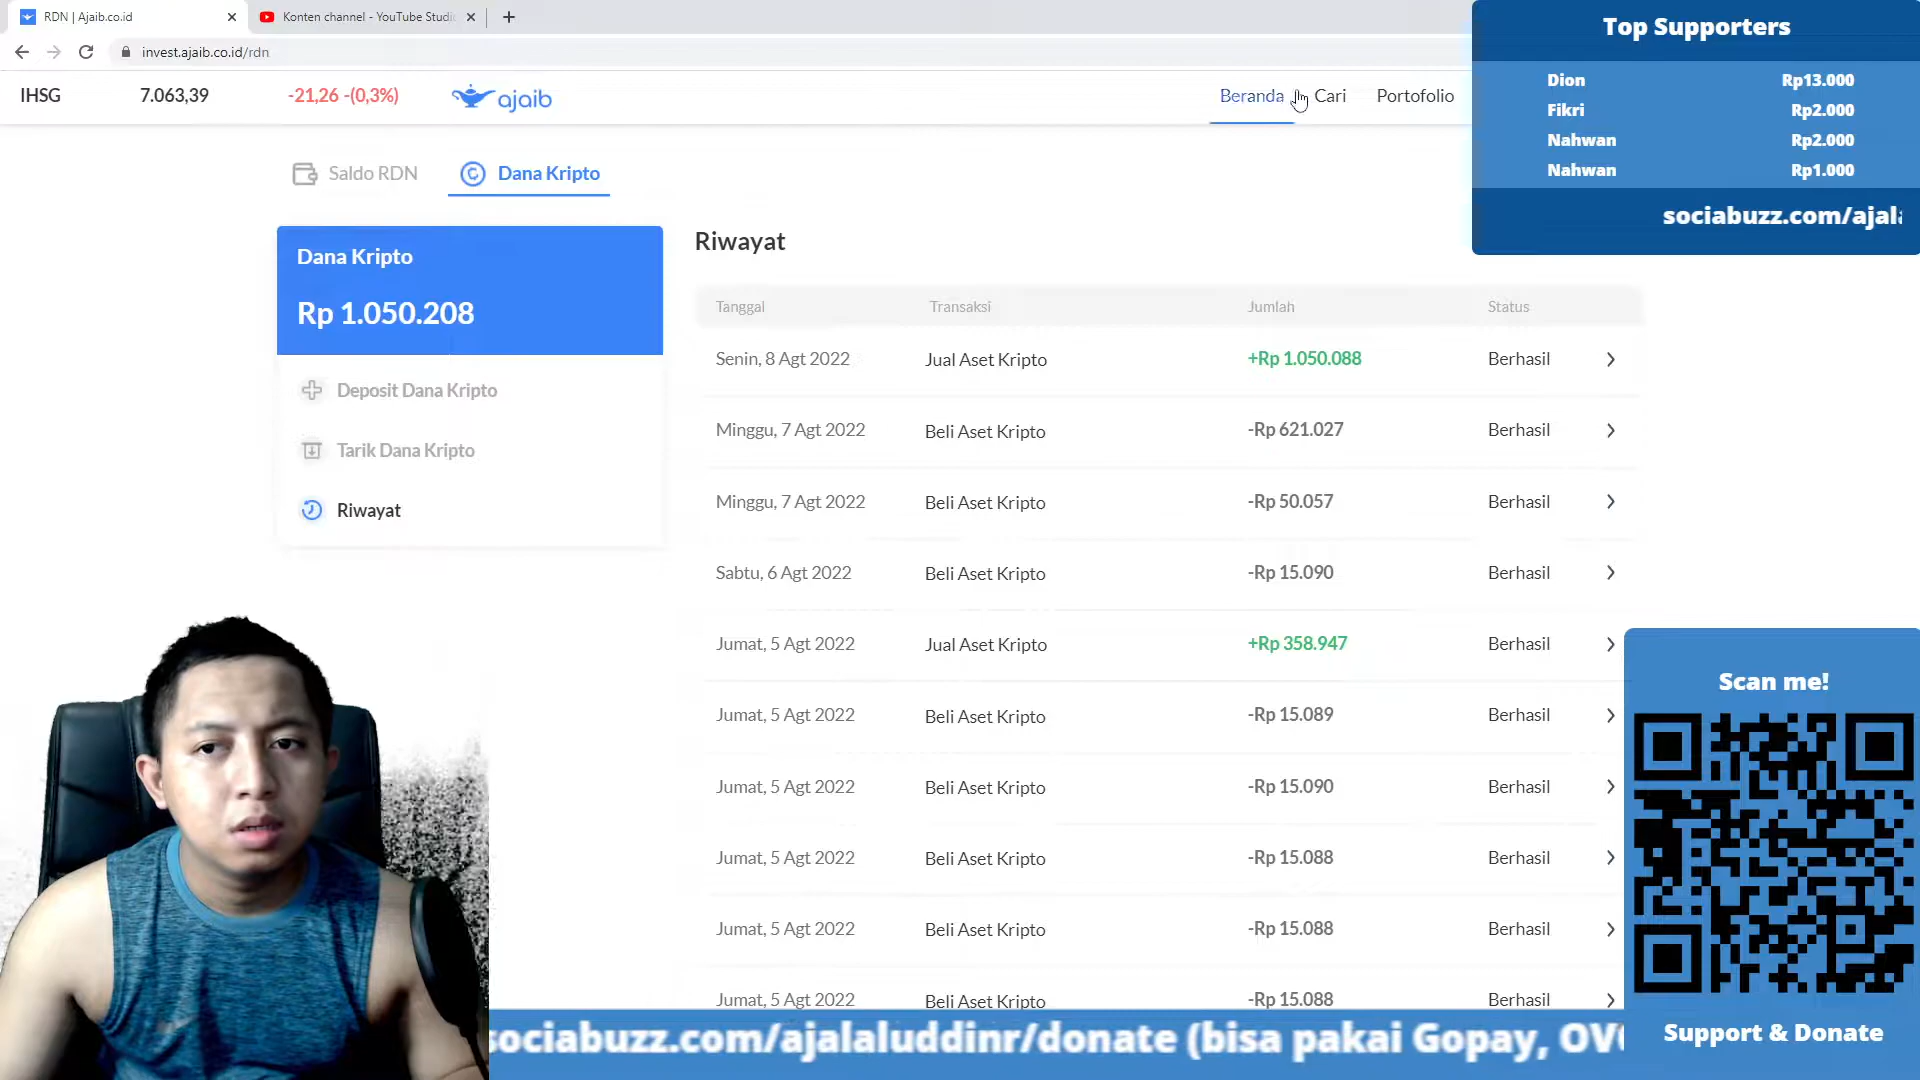 RDN | Ajaib.co.id
Konten channel - YouTube Studi
invest.ajaib.co.id/rdn
IHSG 7.063,39 -21,26 -(0,3%)
ajaib
Beranda Cari Portofolio
Top Supporters
Dion Rp13.000
Fikri Rp2.000
Nahwan Rp2.000
Nahwan Rp1.000
sociabuzz.com/ajala
Saldo RDN Dana Kripto
Dana Kripto
Rp 1.050.208
Deposit Dana Kripto
Tarik Dana Kripto
Riwayat
Riwayat
Tanggal Transaksi Jumlah Status
Senin, 8 Agt 2022 Jual Aset Kripto +Rp 1.050.088 Berhasil
Minggu, 7 Agt 2022 Beli Aset Kripto -Rp 621.027 Berhasil
Minggu, 7 Agt 2022 Beli Aset Kripto -Rp 50.057 Berhasil
Sabtu, 6 Agt 2022 Beli Aset Kripto -Rp 15.090 Berhasil
Jumat, 5 Agt 2022 Jual Aset Kripto +Rp 358.947 Berhasil
Jumat, 5 Agt 2022 Beli Aset Kripto -Rp 15.089 Berhasil
Jumat, 5 Agt 2022 Beli Aset Kripto -Rp 15.090 Berhasil
Jumat, 5 Agt 2022 Beli Aset Kripto -Rp 15.088 Berhasil
Jumat, 5 Agt 2022 Beli Aset Kripto -Rp 15.088 Berhasil
Jumat, 5 Agt 2022 Beli Aset Kripto -Rp 15.088 Berhasil
Scan me!
Support & Donate
sociabuzz.com/ajalaluddinr/donate (bisa pakai Gopay, OV